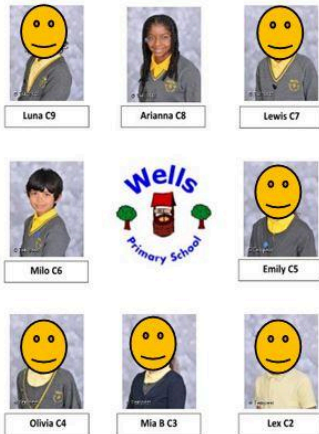 Luna C9
Arianna C8
Lewis C7
Wells
Primary School
Milo C6
Emily C5
Olivia C4
Mia B C3
Lex C2